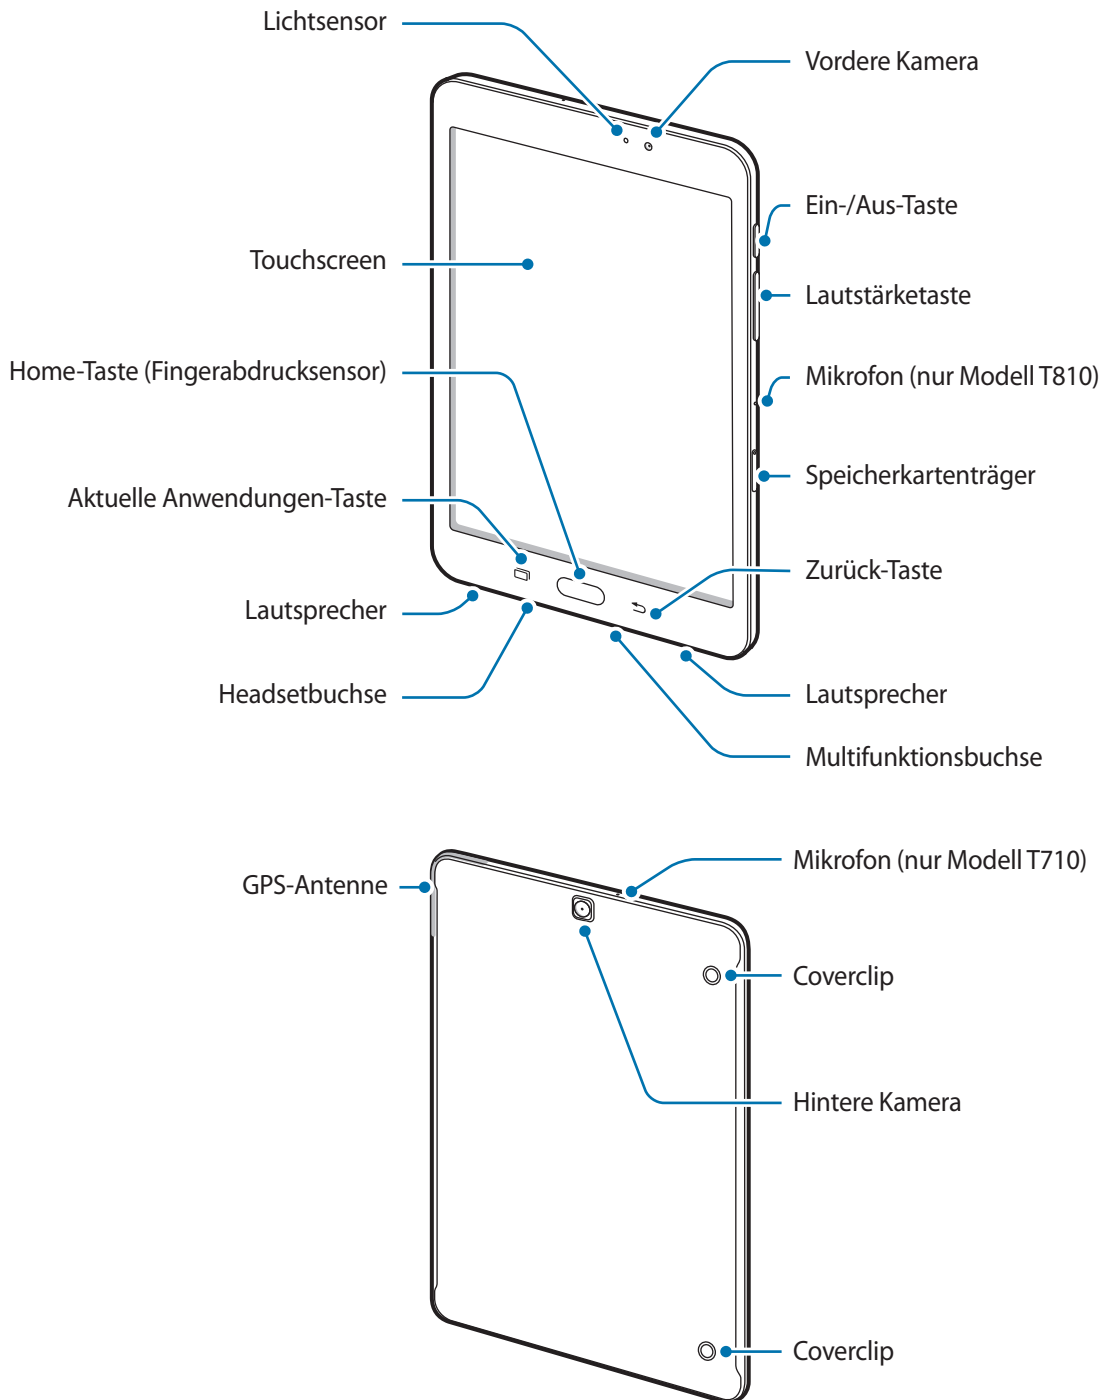 Lichtsensor
Vordere Kamera
Ein-/Aus-Taste
Touchscreen
Lautstärketaste
Home-Taste (Fingerabdrucksensor)
Mikrofon (nur Modell T810)
Aktuelle Anwendungen-Taste
Speicherkartenträger
Zurück-Taste
Lautsprecher
Headsetbuchse
Lautsprecher
Multifunktionsbuchse
Mikrofon (nur Modell T710)
GPS-Antenne
Coverclip
Hintere Kamera
Coverclip